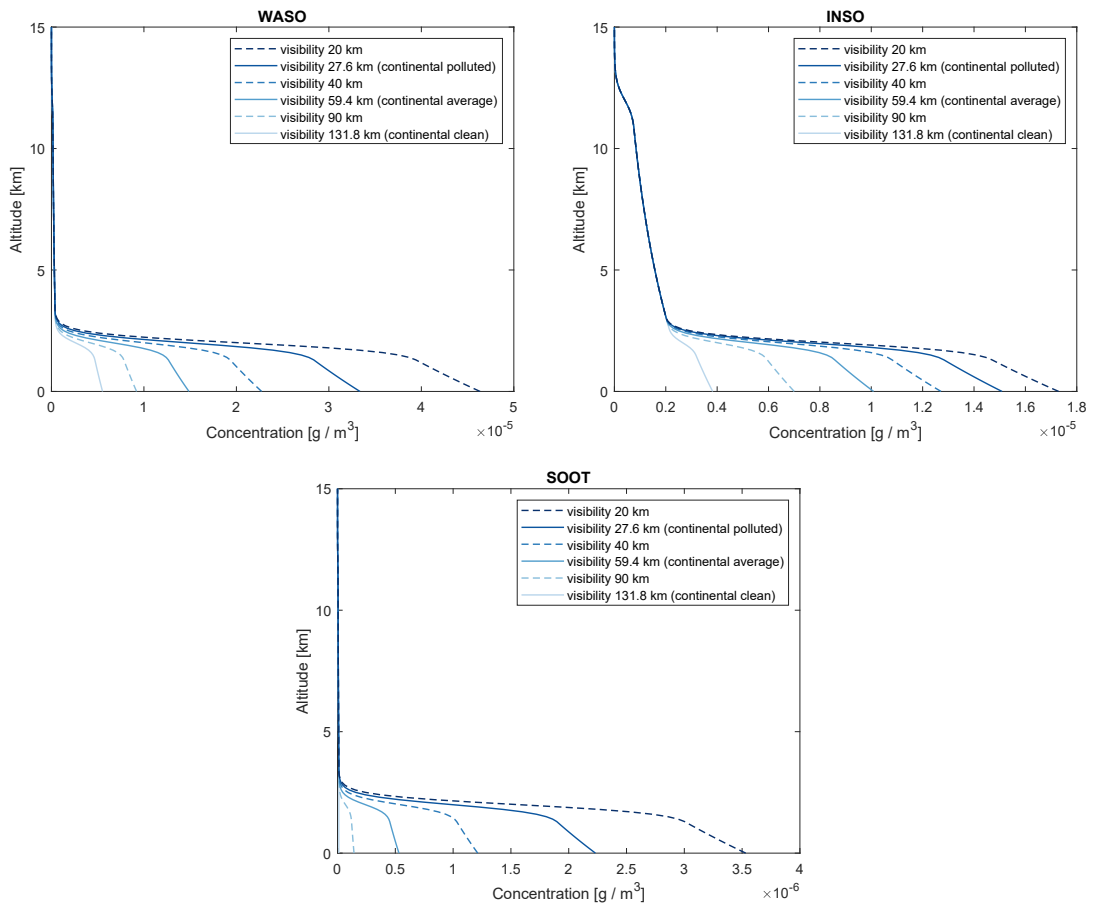 WASO
15
10
5
0
Altitude [km]
visibility 20 km
visibility 27.6 km (continental polluted)
visibility 40 km
visibility 59.4 km (continental average)
visibility 90 km
visibility 131.8 km (continental clean)
0 1 2 3 4 5
Concentration [g / m³]
×10⁻⁵
INSO
15
10
5
0
Altitude [km]
visibility 20 km
visibility 27.6 km (continental polluted)
visibility 40 km
visibility 59.4 km (continental average)
visibility 90 km
visibility 131.8 km (continental clean)
0 0.2 0.4 0.6 0.8 1 1.2 1.4 1.6 1.8
Concentration [g / m³]
×10⁻⁵
SOOT
15
10
5
0
Altitude [km]
visibility 20 km
visibility 27.6 km (continental polluted)
visibility 40 km
visibility 59.4 km (continental average)
visibility 90 km
visibility 131.8 km (continental clean)
0 0.5 1 1.5 2 2.5 3 3.5 4
Concentration [g / m³]
×10⁻⁶